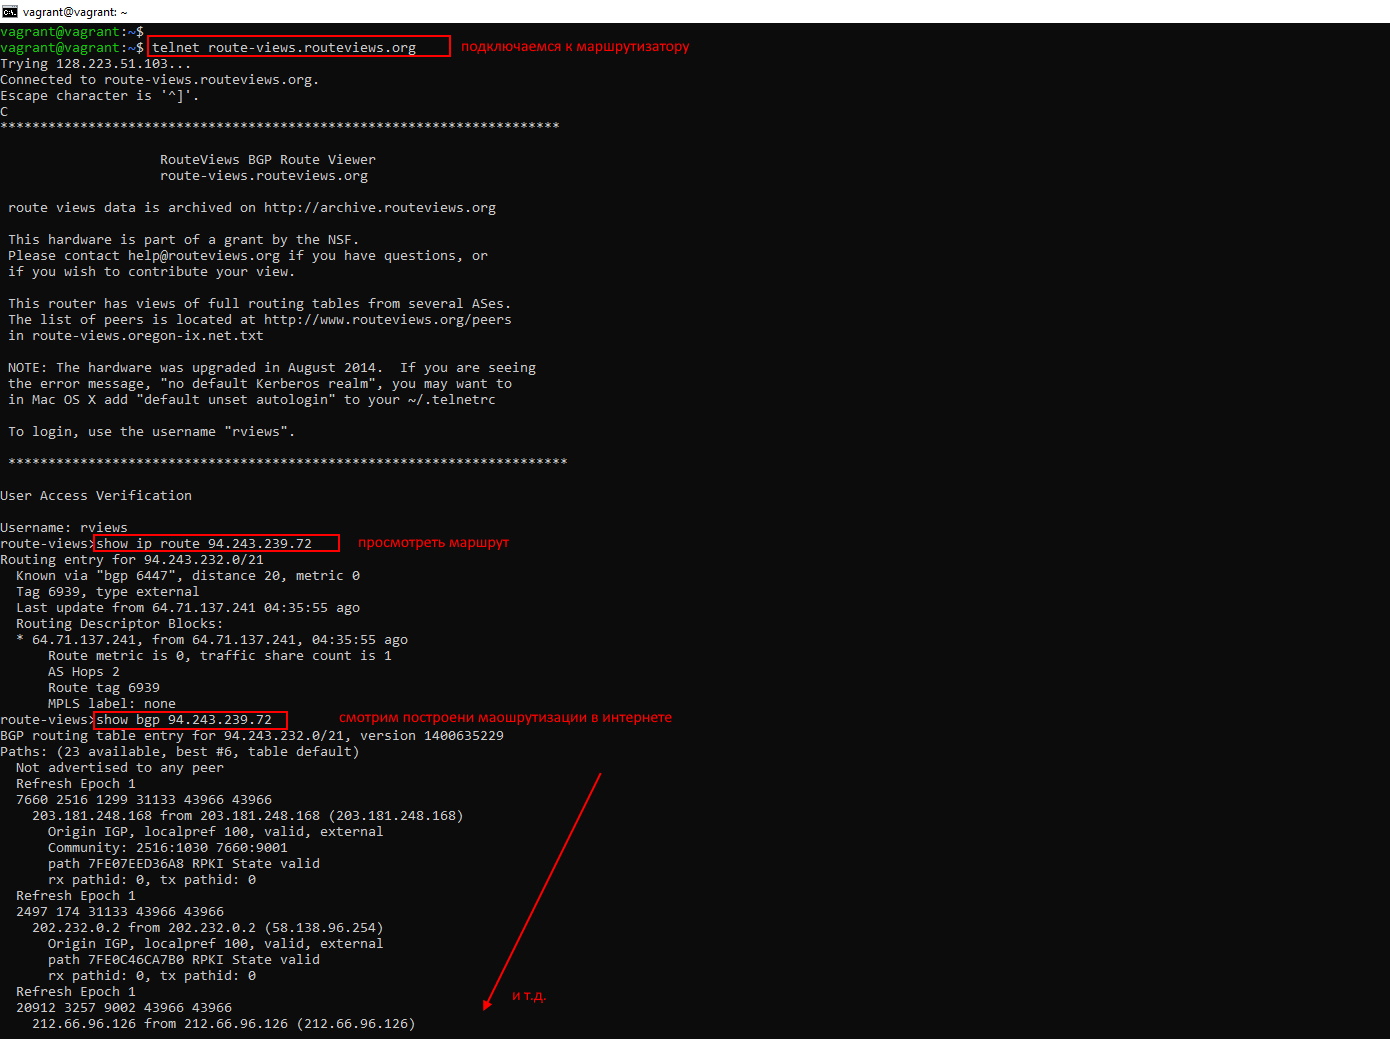 vagrant@vagrant: ~
vagrant@vagrant:~$
vagrant@vagrant:~$ telnet route-views.routeviews.org подключаемся к маршрутизатору
Trying 128.223.51.103...
Connected to route-views.routeviews.org.
Escape character is '^]'.
C
**********************************************************************
RouteViews BGP Route Viewer
route-views.routeviews.org
route views data is archived on http://archive.routeviews.org
This hardware is part of a grant by the NSF.
Please contact help@routeviews.org if you have questions, or
if you wish to contribute your view.
This router has views of full routing tables from several ASes.
The list of peers is located at http://www.routeviews.org/peers
in route-views.oregon-ix.net.txt
NOTE: The hardware was upgraded in August 2014.  If you are seeing
the error message, "no default Kerberos realm", you may want to
in Mac OS X add "default unset autologin" to your ~/.telnetrc
To login, use the username "rviews".
**********************************************************************
User Access Verification
Username: rviews
route-views>show ip route 94.243.239.72 просмотреть маршрут
Routing entry for 94.243.232.0/21
Known via "bgp 6447", distance 20, metric 0
Tag 6939, type external
Last update from 64.71.137.241 04:35:55 ago
Routing Descriptor Blocks:
* 64.71.137.241, from 64.71.137.241, 04:35:55 ago
Route metric is 0, traffic share count is 1
AS Hops 2
Route tag 6939
MPLS label: none
route-views>show bgp 94.243.239.72 смотрим построени маошрутизации в интернете
BGP routing table entry for 94.243.232.0/21, version 1400635229
Paths: (23 available, best #6, table default)
Not advertised to any peer
Refresh Epoch 1
7660 2516 1299 31133 43966 43966
203.181.248.168 from 203.181.248.168 (203.181.248.168)
Origin IGP, localpref 100, valid, external
Community: 2516:1030 7660:9001
path 7FE07EED36A8 RPKI State valid
rx pathid: 0, tx pathid: 0
Refresh Epoch 1
2497 174 31133 43966 43966
202.232.0.2 from 202.232.0.2 (58.138.96.254)
Origin IGP, localpref 100, valid, external
path 7FE0C46CA7B0 RPKI State valid
rx pathid: 0, tx pathid: 0
Refresh Epoch 1
и т.д.
20912 3257 9002 43966 43966
212.66.96.126 from 212.66.96.126 (212.66.96.126)